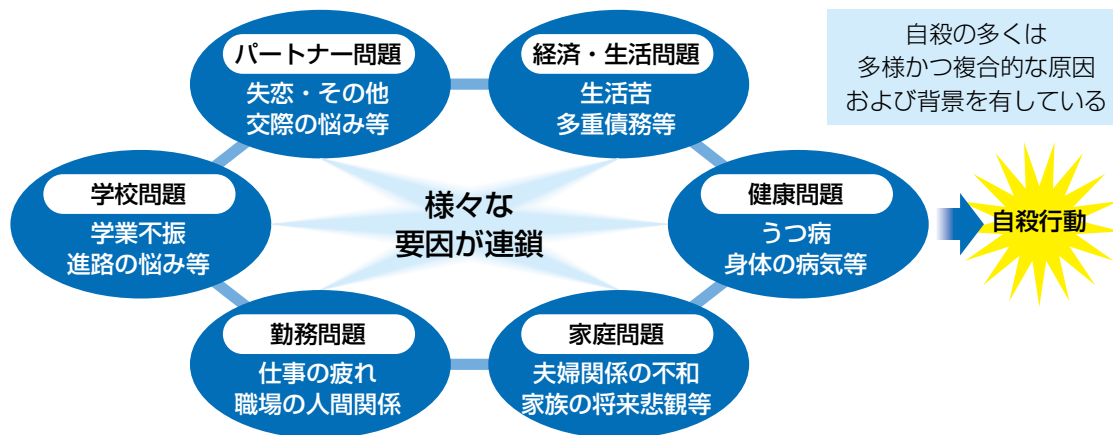 パートナー問題
失恋・その他
交際の悩み等
経済・生活問題
生活苦
多重債務等
自殺の多くは
多様かつ複合的な原因
および背景を有している
学校問題
学業不振
進路の悩み等
様々な
要因が連鎖
健康問題
うつ病
身体の病気等
自殺行動
勤務問題
仕事の疲れ
職場の人間関係
家庭問題
夫婦関係の不和
家族の将来悲観等